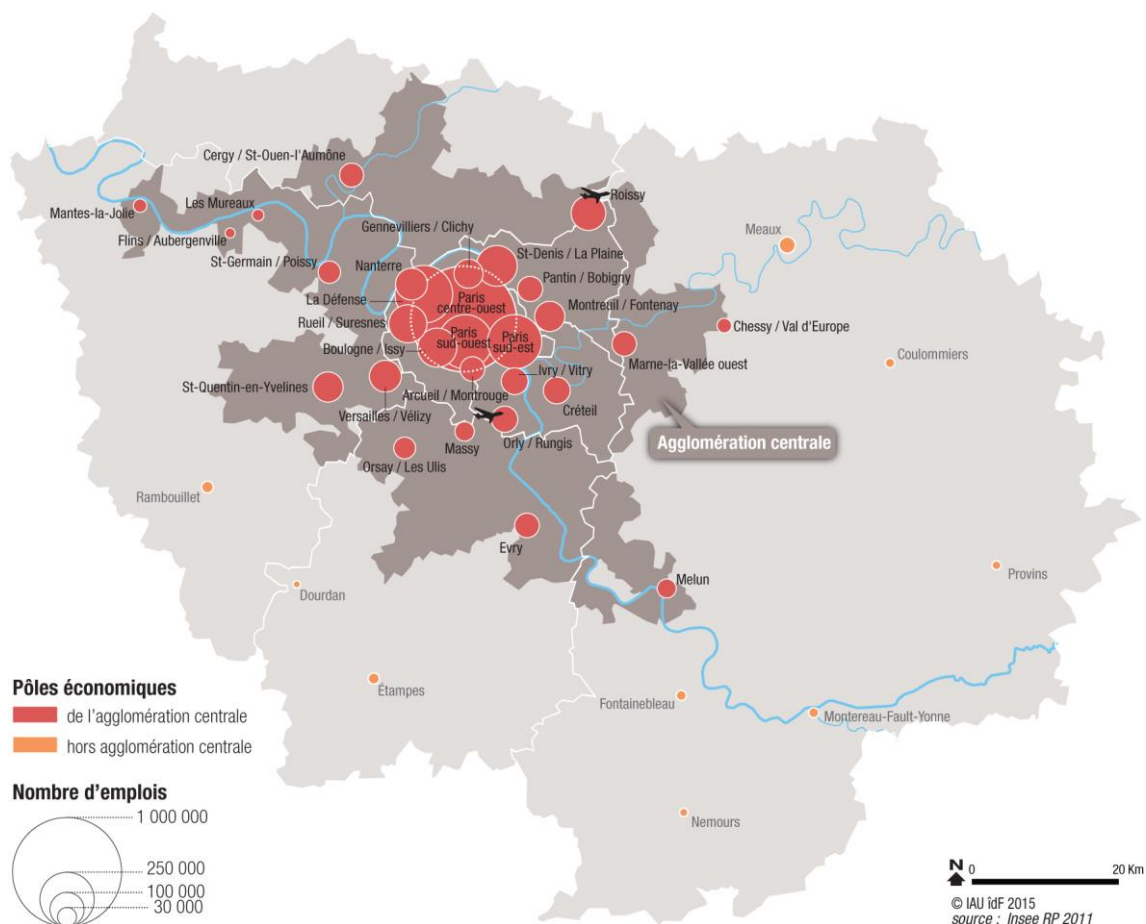 Cergy / St-Ouen-l'Aumône
Roissy
Mantes-la-Jolie
Les Mureaux
Gennevilliers / Clichy
Meaux
Flins / Aubergenville
St-Denis / La Plaine
St-Germain / Poissy
Nanterre
Pantin / Bobigny
La Défense
Paris
centre-ouest
Montreuil / Fontenay
Rueil / Suresnes
Chessy / Val d'Europe
Paris
sud-ouest
Paris
sud-est
Boulogne / Issy
Marne-la-Vallée ouest
Coulommiers
Ivry / Vitry
St-Quentin-en-Yvelines
Arcueil / Montrouge
Versailles / Vélizy
Créteil
Massy
Orly / Rungis
Agglomération centrale
Orsay / Les Ulis
Rambouillet
Evry
Provins
Melun
Dourdan
Étampes
Fontainebleau
Montereau-Fault-Yonne
Nemours
Pôles économiques
de l'agglomération centrale
hors agglomération centrale
Nombre d'emplois
1 000 000
250 000
100 000
30 000
N 0 20 Km
© IAU îdF 2015
source : Insee RP 2011